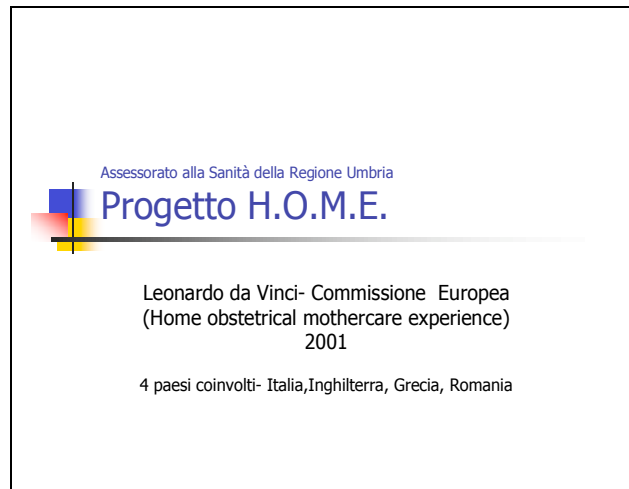 Assessorato alla Sanità della Regione Umbria
Progetto H.O.M.E.
Leonardo da Vinci- Commissione Europea
(Home obstetrical mothercare experience)
2001
4 paesi coinvolti- Italia,Inghilterra, Grecia, Romania